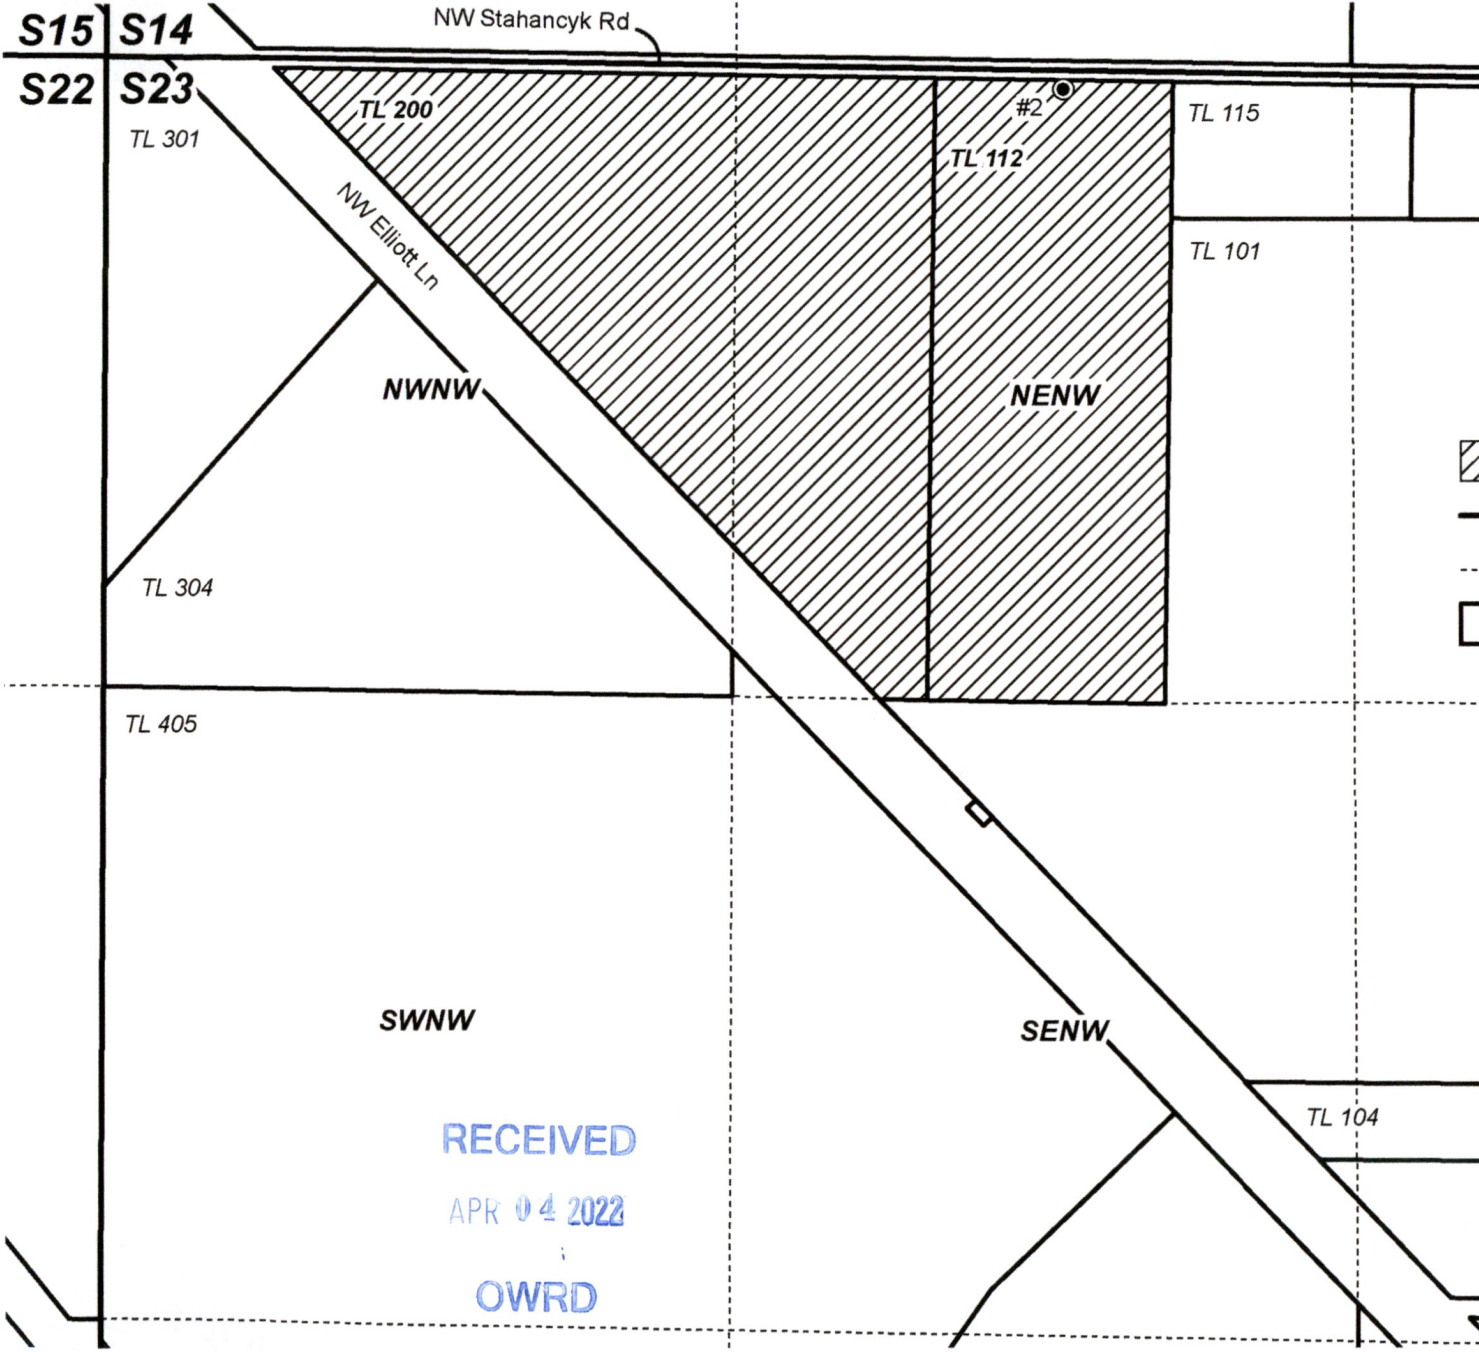 NW Stahancyk Rd
S15 S14
S22 S23
TL 200
#2
TL 115
TL 301
TL 112
NW Elliott Ln
TL 101
NWNW
NENW
TL 304
TL 405
SWNW
SENW
TL 104
RECEIVED
APR 04 2022
OWRD